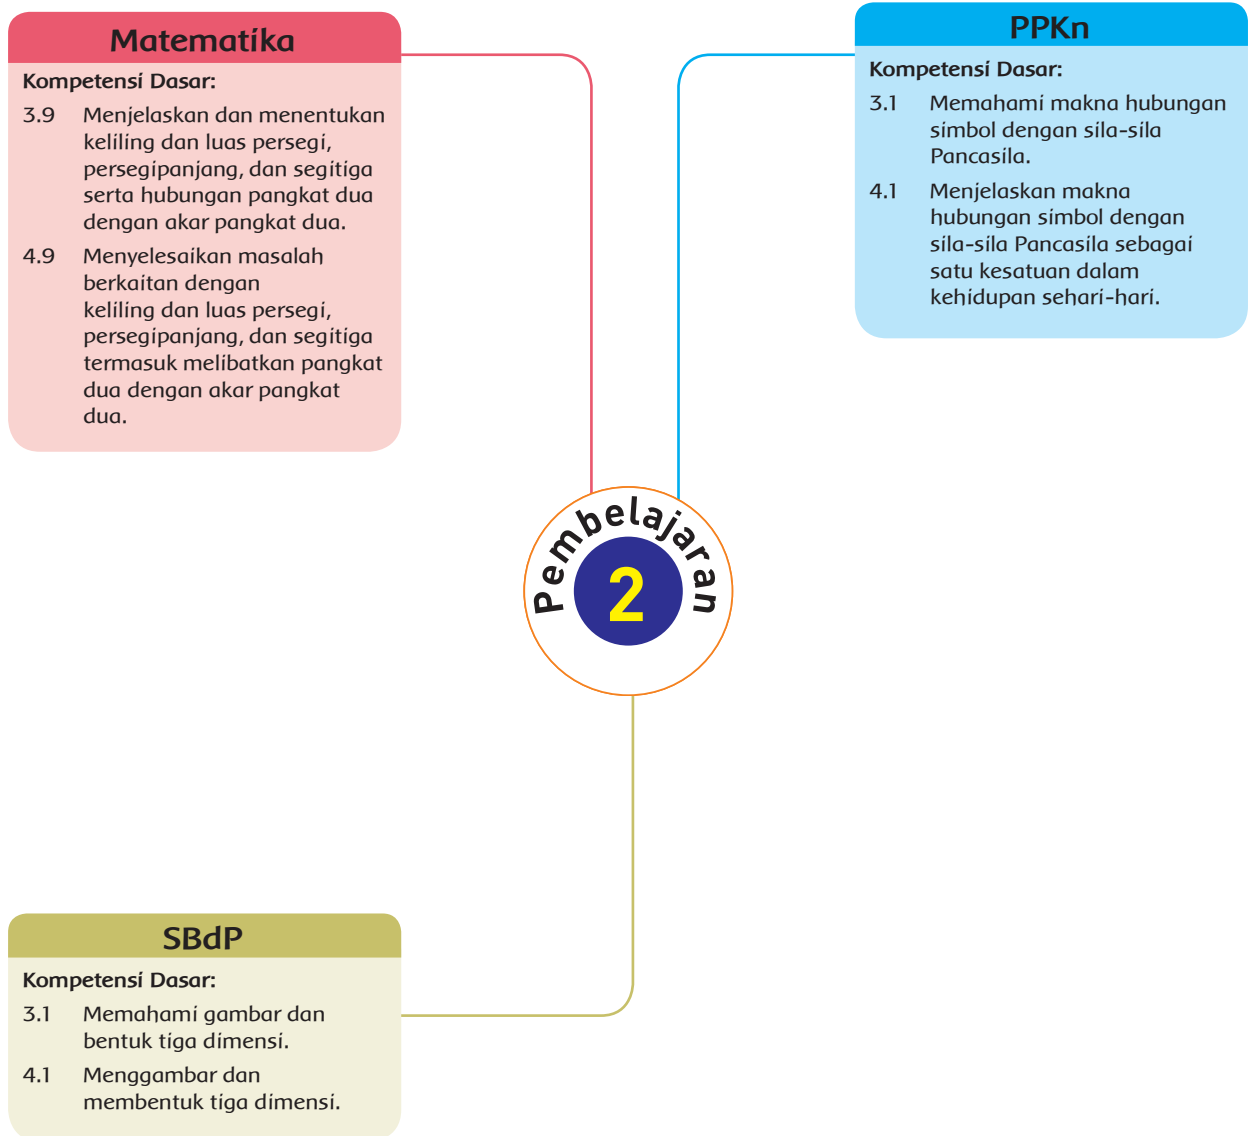 Matematika
Kompetensi Dasar:
3.9 Menjelaskan dan menentukan
keliling dan luas persegi,
persegipanjang, dan segitiga
serta hubungan pangkat dua
dengan akar pangkat dua.
4.9 Menyelesaikan masalah
berkaitan dengan
keliling dan luas persegi,
persegipanjang, dan segitiga
termasuk melibatkan pangkat
dua dengan akar pangkat
dua.
PPKn
Kompetensi Dasar:
3.1 Memahami makna hubungan
simbol dengan sila-sila
Pancasila.
4.1 Menjelaskan makna
hubungan simbol dengan
sila-sila Pancasila sebagai
satu kesatuan dalam
kehidupan sehari-hari.
Pembelajaran
2
SBdP
Kompetensi Dasar:
3.1 Memahami gambar dan
bentuk tiga dimensi.
4.1 Menggambar dan
membentuk tiga dimensi.